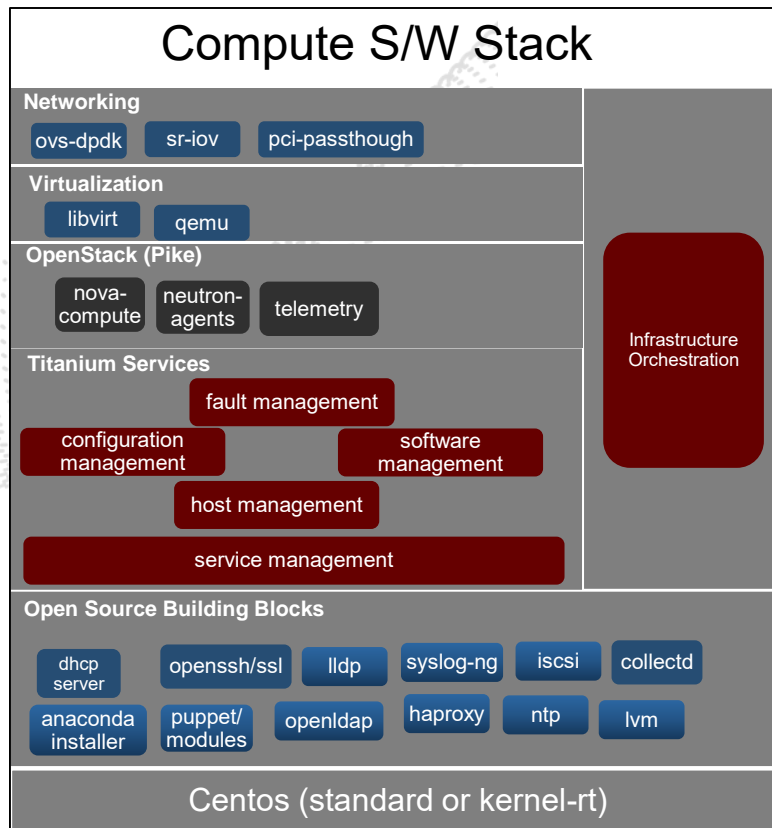 Compute S/W Stack
Networking
ovs-dpdk
sr-iov
pci-passthough
Virtualization
libvirt
qemu
OpenStack (Pike)
nova-
compute
neutron-
agents
telemetry
Infrastructure
Orchestration
Titanium Services
fault management
configuration
management
software
management
host management
service management
Open Source Building Blocks
dhcp
server
openssh/ssl
lldp
syslog-ng
iscsi
collectd
anaconda
installer
puppet/
modules
openldap
haproxy
ntp
lvm
Centos (standard or kernel-rt)